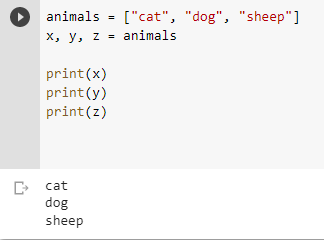 animals = ["cat", "dog", "sheep"]
x, y, z = animals
print(x)
print(y)
print(z)
cat
dog
sheep